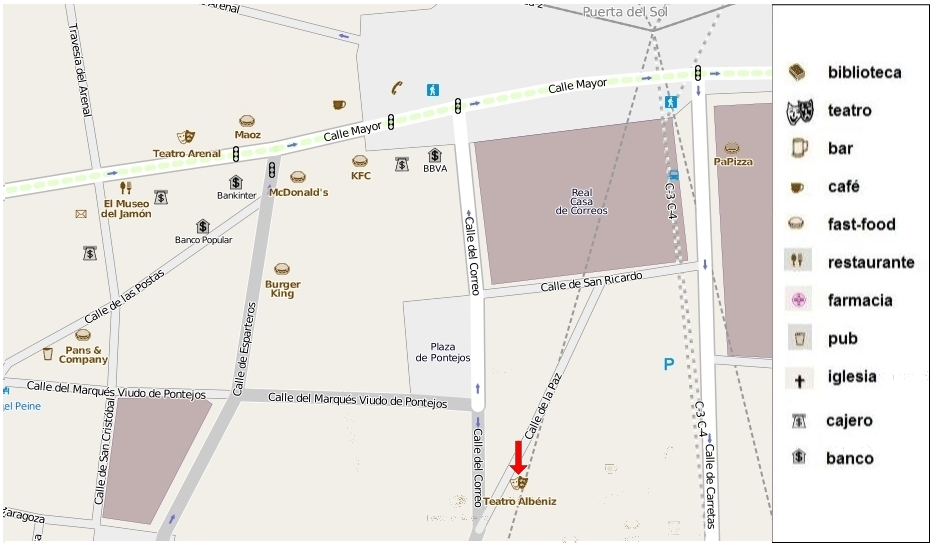 Arenal
2
Puerta del Sol
Travesía del Arenal
Calle Mayor
Calle Mayor
Maoz
Teatro Arenal
KFC
BBVA
McDonald's
PaPizza
El Museo
del Jamón
Bankinter
Banco Popular
Real
Casa
de Correos
C-3 C-4
Calle del Correo
Calle de San Ricardo
Burger
King
Calle de las Postas
Calle de Esparteros
Pans &
Company
Plaza
de Pontejos
P
Calle del Marqués Viudo de Pontejos
Calle del Marqués Viudo de Pontejos
gel Peine
Calle de San Cristóbal
Calle del Correo
Calle de la Paz
C-3 C-4
Calle de Carretas
Teatro Albéniz
Zaragoza
biblioteca
teatro
bar
café
fast-food
restaurante
farmacia
pub
iglesia
cajero
banco